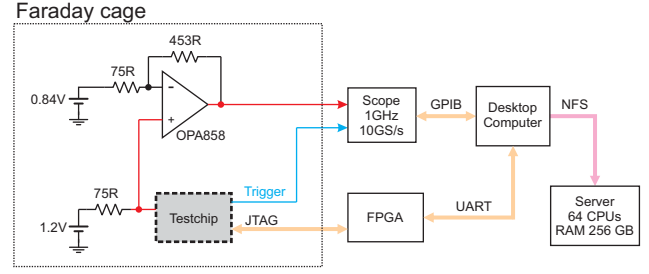 Faraday cage
453R
75R
0.84V
OPA858
75R
1.2V
Testchip
Trigger
JTAG
Scope
1GHz
10GS/s
GPIB
Desktop
Computer
NFS
FPGA
UART
Server
64 CPUs
RAM 256 GB